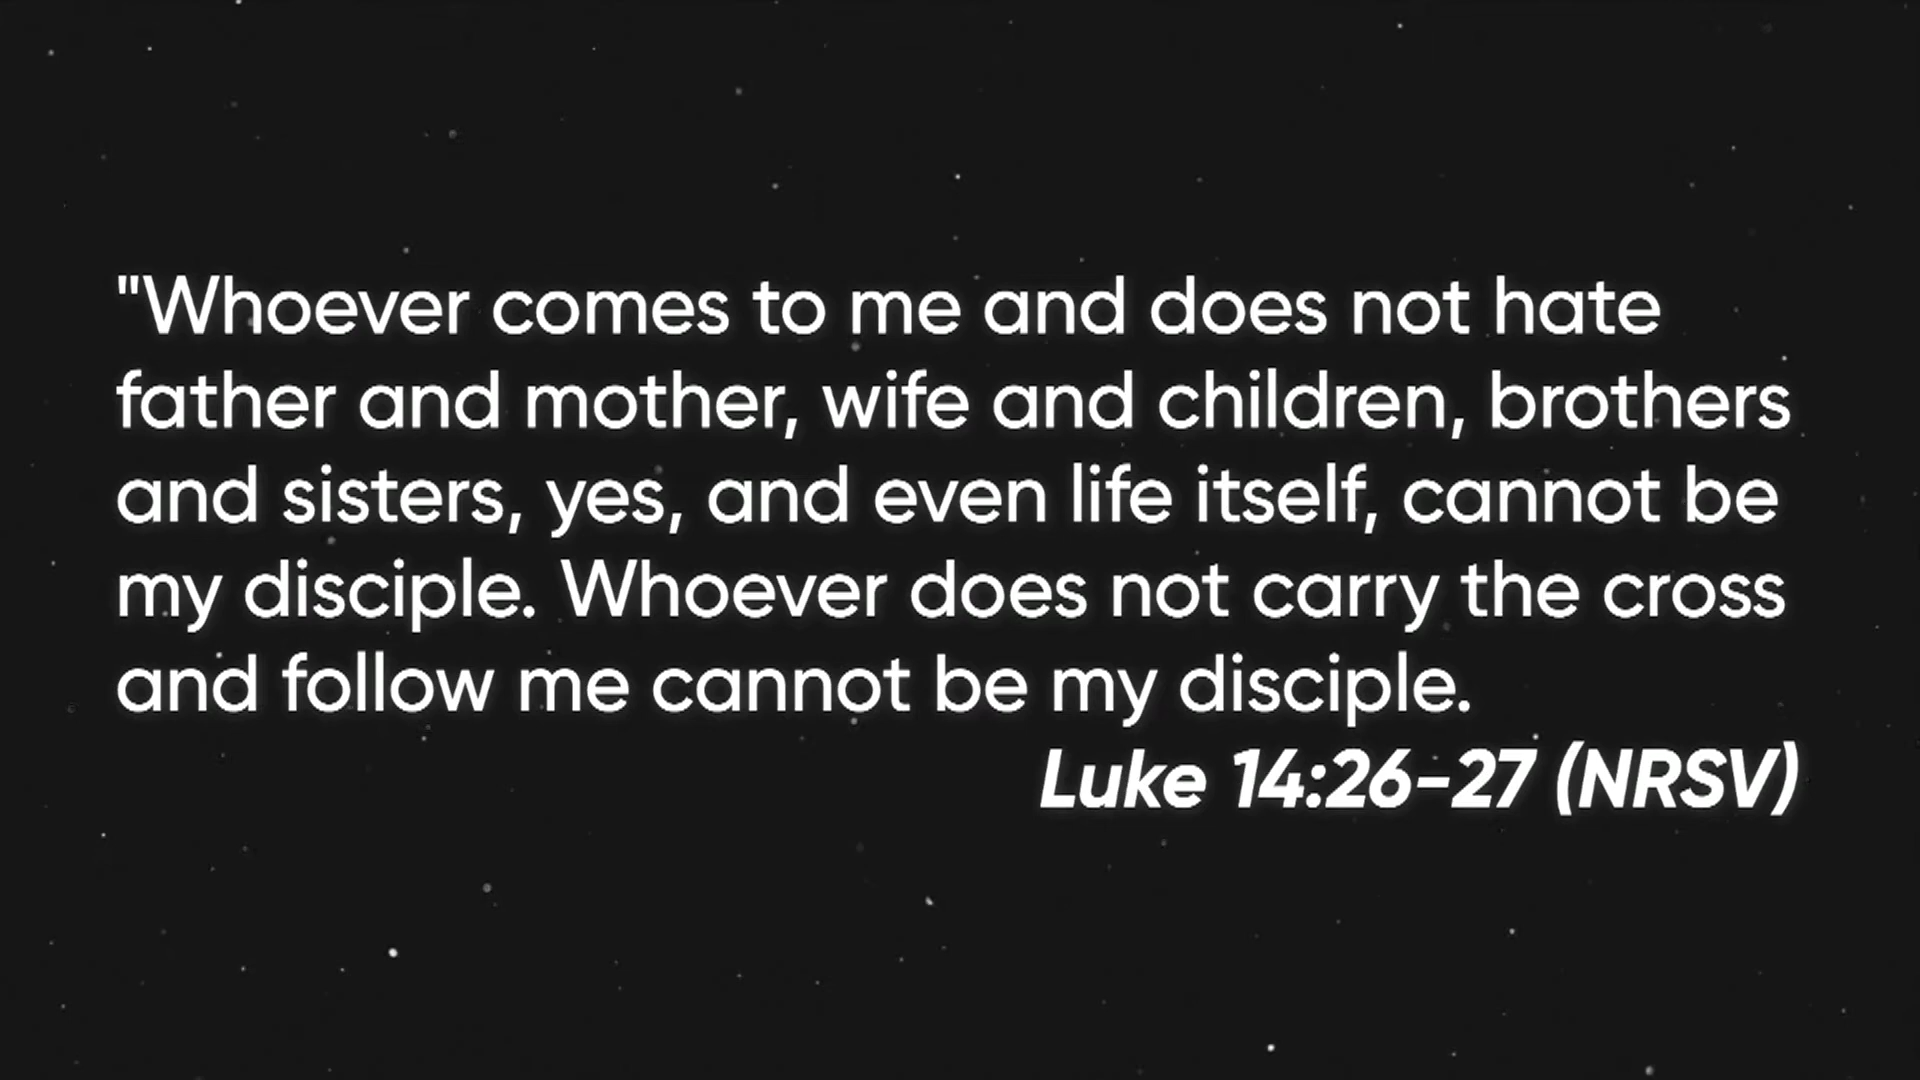 "Whoever comes to me and does not hate
father and mother, wife and children, brothers
and sisters, yes, and even life itself, cannot be
my disciple. Whoever does not carry the cross
and follow me cannot be my disciple.
Luke 14:26-27 (NRSV)